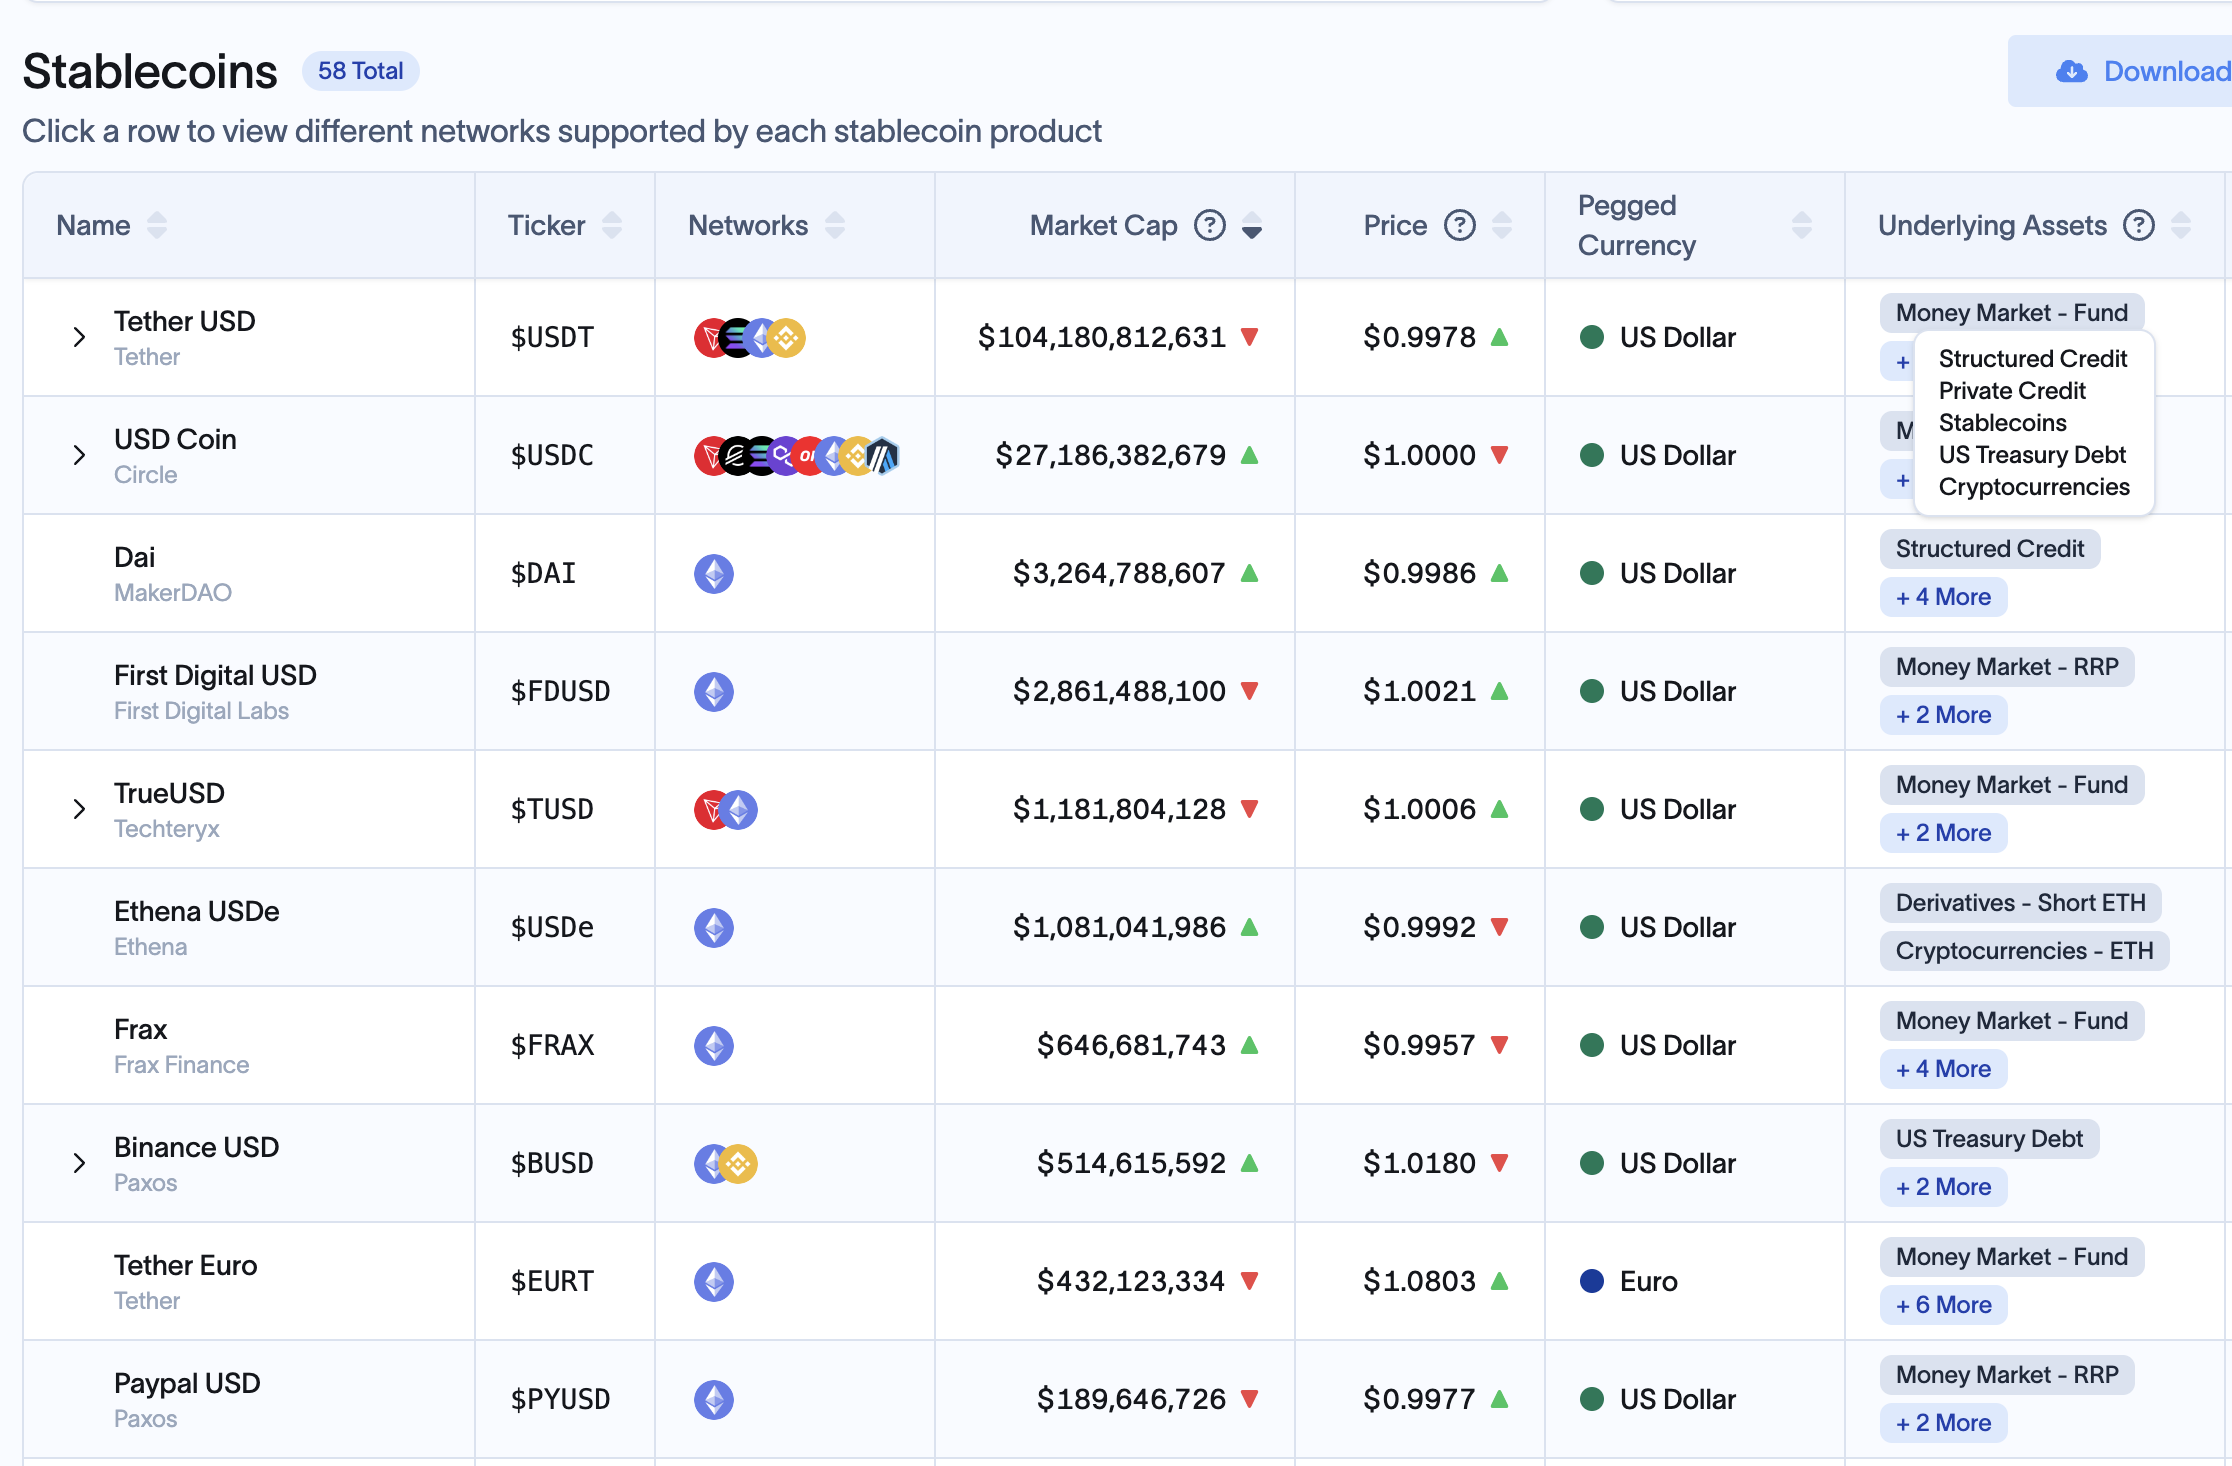 Stablecoins 58 Total Download
Click a row to view different networks supported by each stablecoin product
Name Ticker Networks Market Cap ? Price ? Pegged Currency Underlying Assets ?
Tether USD
Tether
$USDT $104,180,812,631 $0.9978 US Dollar
Money Market - Fund
+
Structured Credit
Private Credit
Stablecoins
US Treasury Debt
Cryptocurrencies
USD Coin
Circle
$USDC $27,186,382,679 $1.0000 US Dollar
M
+
Dai
MakerDAO
$DAI $3,264,788,607 $0.9986 US Dollar
Structured Credit
+ 4 More
First Digital USD
First Digital Labs
$FDUSD $2,861,488,100 $1.0021 US Dollar
Money Market - RRP
+ 2 More
TrueUSD
Techteryx
$TUSD $1,181,804,128 $1.0006 US Dollar
Money Market - Fund
+ 2 More
Ethena USDe
Ethena
$USDe $1,081,041,986 $0.9992 US Dollar
Derivatives - Short ETH
Cryptocurrencies - ETH
Frax
Frax Finance
$FRAX $646,681,743 $0.9957 US Dollar
Money Market - Fund
+ 4 More
Binance USD
Paxos
$BUSD $514,615,592 $1.0180 US Dollar
US Treasury Debt
+ 2 More
Tether Euro
Tether
$EURT $432,123,334 $1.0803 Euro
Money Market - Fund
+ 6 More
Paypal USD
Paxos
$PYUSD $189,646,726 $0.9977 US Dollar
Money Market - RRP
+ 2 More